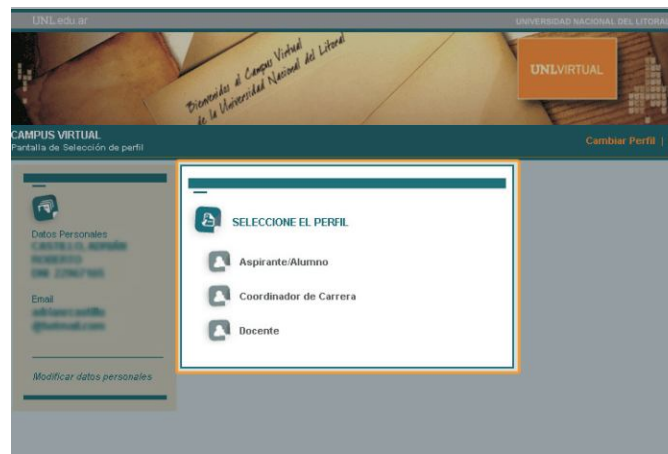 UNL.edu.ar
UNIVERSIDAD NACIONAL DEL LITORAL
Bienvenidos al Campus Virtual
de la Universidad Nacional del Litoral
UNLVIRTUAL
CAMPUS VIRTUAL
Pantalla de Selección de perfil
Cambiar Perfil |
Datos Personales
Email
Modificar datos personales
SELECCIONE EL PERFIL
Aspirante/Alumno
Coordinador de Carrera
Docente